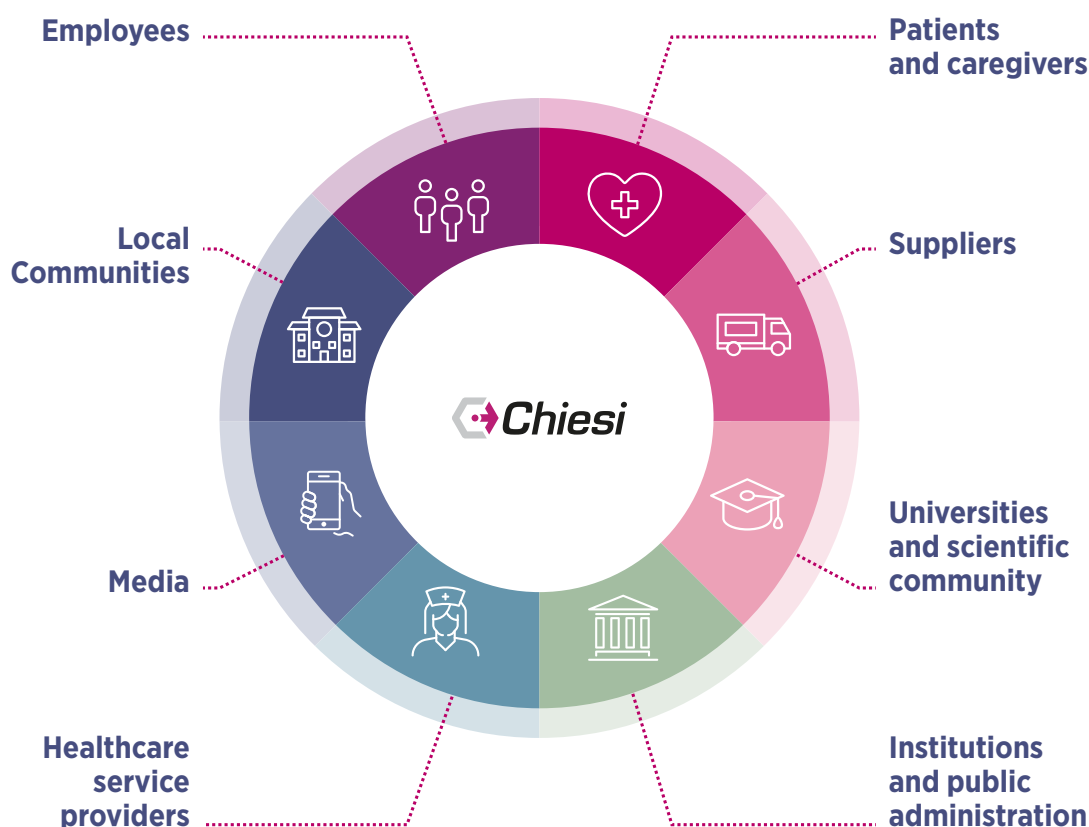 Employees
Patients
and caregivers
Local
Communities
Suppliers
Chiesi
Universities
and scientific
community
Media
Healthcare
service
providers
Institutions
and public
administration